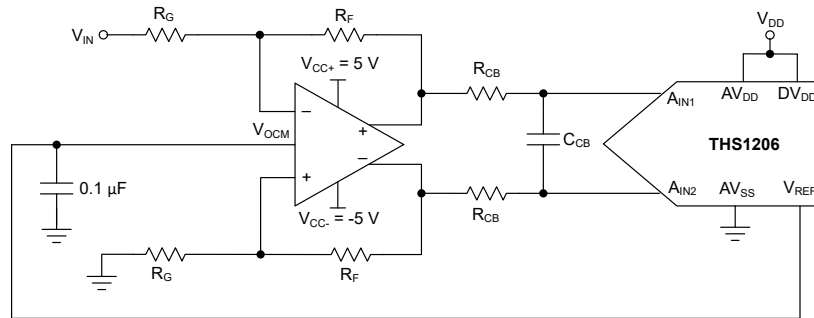 R_G
R_F
V_DD
V_IN
V_CC+ = 5 V
R_CB
A_IN1
AV_DD
DV_DD
−
+
V_OCM
C_CB
THS1206
−
+
0.1 µF
V_CC- = -5 V
R_CB
A_IN2
AV_SS
V_REF
R_G
R_F